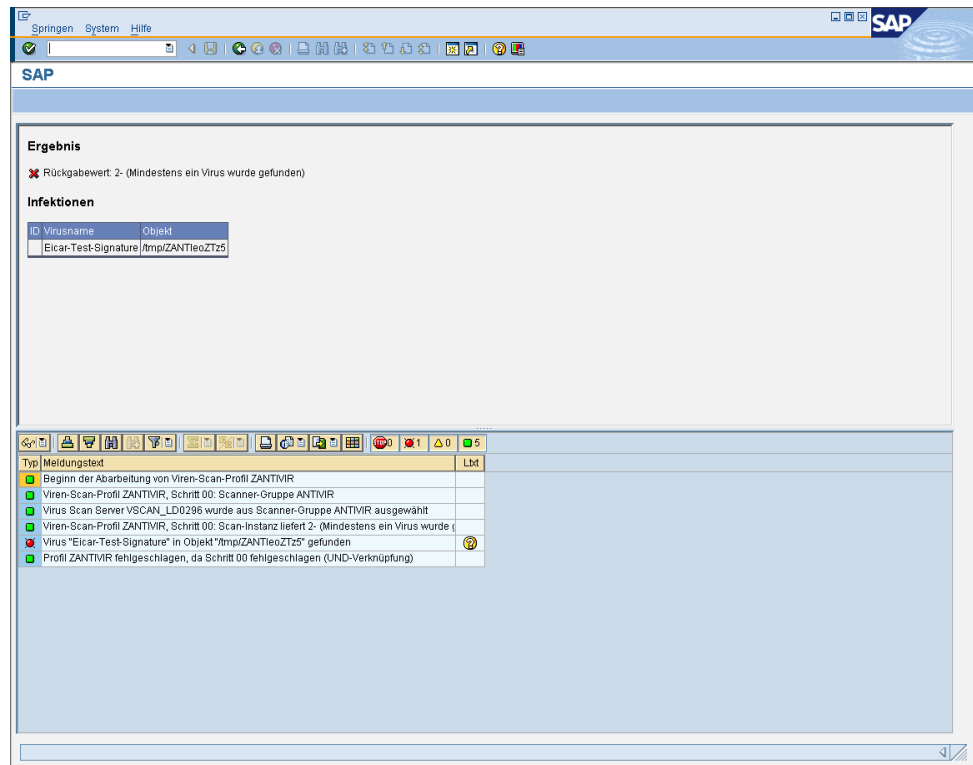 Springen System Hilfe
SAP
SAP
Ergebnis
Rückgabewert: 2- (Mindestens ein Virus wurde gefunden)
Infektionen
ID Virusname Objekt
Eicar-Test-Signature /tmp/ZANTIeoZTz5
STOP 0 1 0 5
Typ Meldungstext Ltxt
Beginn der Abarbeitung von Viren-Scan-Profil ZANTIVIR
Viren-Scan-Profil ZANTIVIR, Schritt 00: Scanner-Gruppe ANTIVIR
Virus Scan Server VSCAN_LD0296 wurde aus Scanner-Gruppe ANTIVIR ausgewählt
Viren-Scan-Profil ZANTIVIR, Schritt 00: Scan-Instanz liefert 2- (Mindestens ein Virus wurde
Virus "Eicar-Test-Signature" in Objekt "/tmp/ZANTIeoZTz5" gefunden
Profil ZANTIVIR fehlgeschlagen, da Schritt 00 fehlgeschlagen (UND-Verknüpfung)